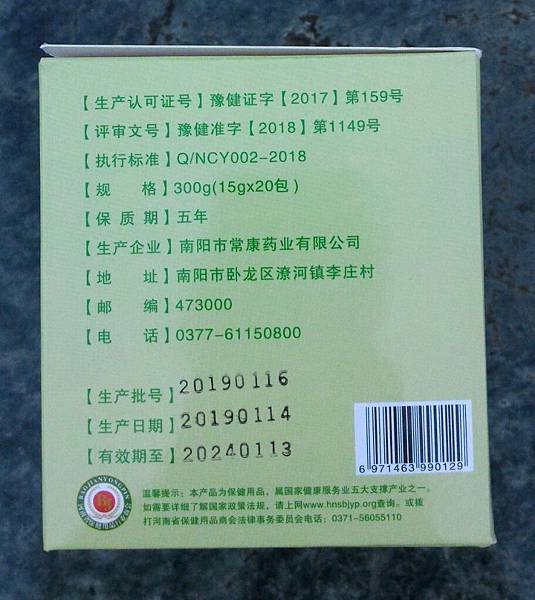 【生产认可证号】豫健证字【2017】第159号
【评审文号】豫健准字【2018】第1149号
【执行标准】Q/NCY002-2018
【规 格】300g(15gx20包)
【保 质 期】五年
【生产企业】南阳市常康药业有限公司
【地 址】南阳市卧龙区潦河镇李庄村
【邮 编】473000
【电 话】0377-61150800
【生产批号】20190116
【生产日期】20190114
【有效期至】20240113
6 971463 990129
温馨提示：本产品为保健用品，属国家健康服务业五大支撑产业之一。
如需要详细了解国家政策法规，请上网www.hnsbjyp.org查询。或拨
打河南省保健用品商会法律事务委员会电话：0371-56055110